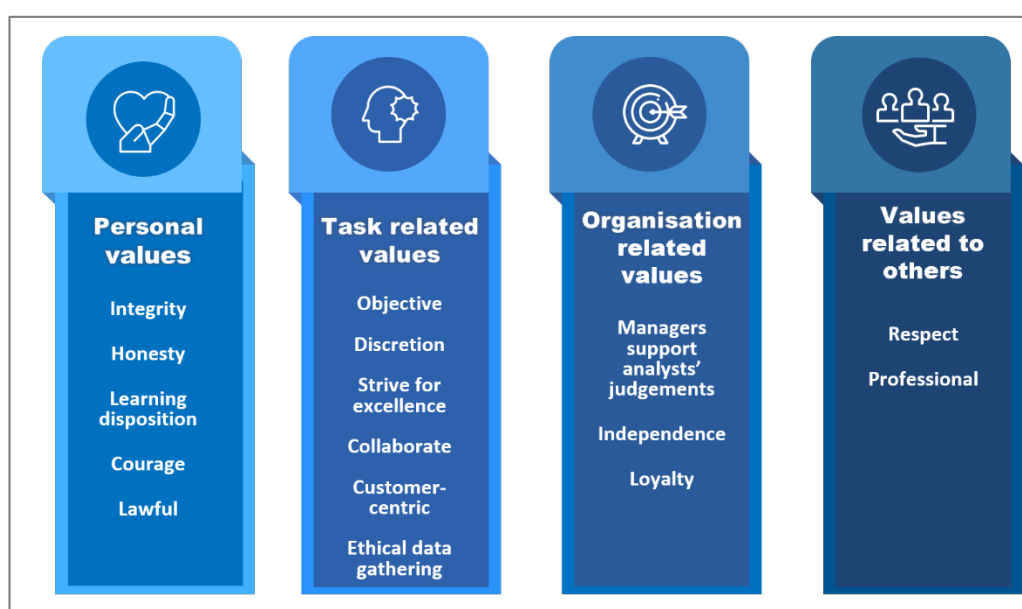 Personal
values
Integrity
Honesty
Learning
disposition
Courage
Lawful
Task related
values
Objective
Discretion
Strive for
excellence
Collaborate
Customer-
centric
Ethical data
gathering
Organisation
related
values
Managers
support
analysts’
judgements
Independence
Loyalty
Values
related to
others
Respect
Professional